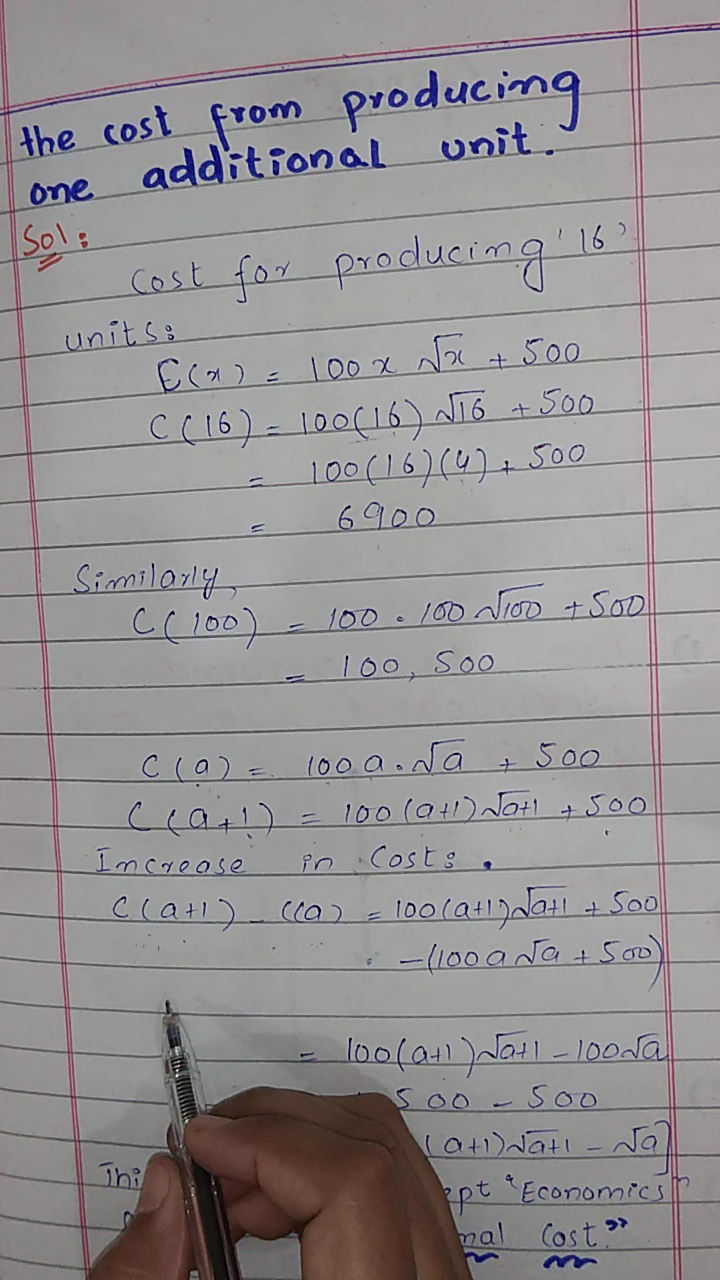 the cost from producing
one additional unit.
Sol:
Cost for producing '16'
units:
C(x) = 100x √x + 500
C(16) = 100(16) √16 + 500
= 100(16)(4) + 500
= 6900
Similarly,
C(100) = 100 . 100 √100 + 500
= 100,500
C(a) = 100a.√a + 500
C(a+1) = 100(a+1)√a+1 + 500
Increase in Costs.
C(a+1) - C(a) = 100(a+1)√a+1 + 500
-(100a√a + 500)
= 100(a+1)√a+1 - 100√a
500 - 500
(a+1)√a+1 - √a]
"Economics"
Cost"